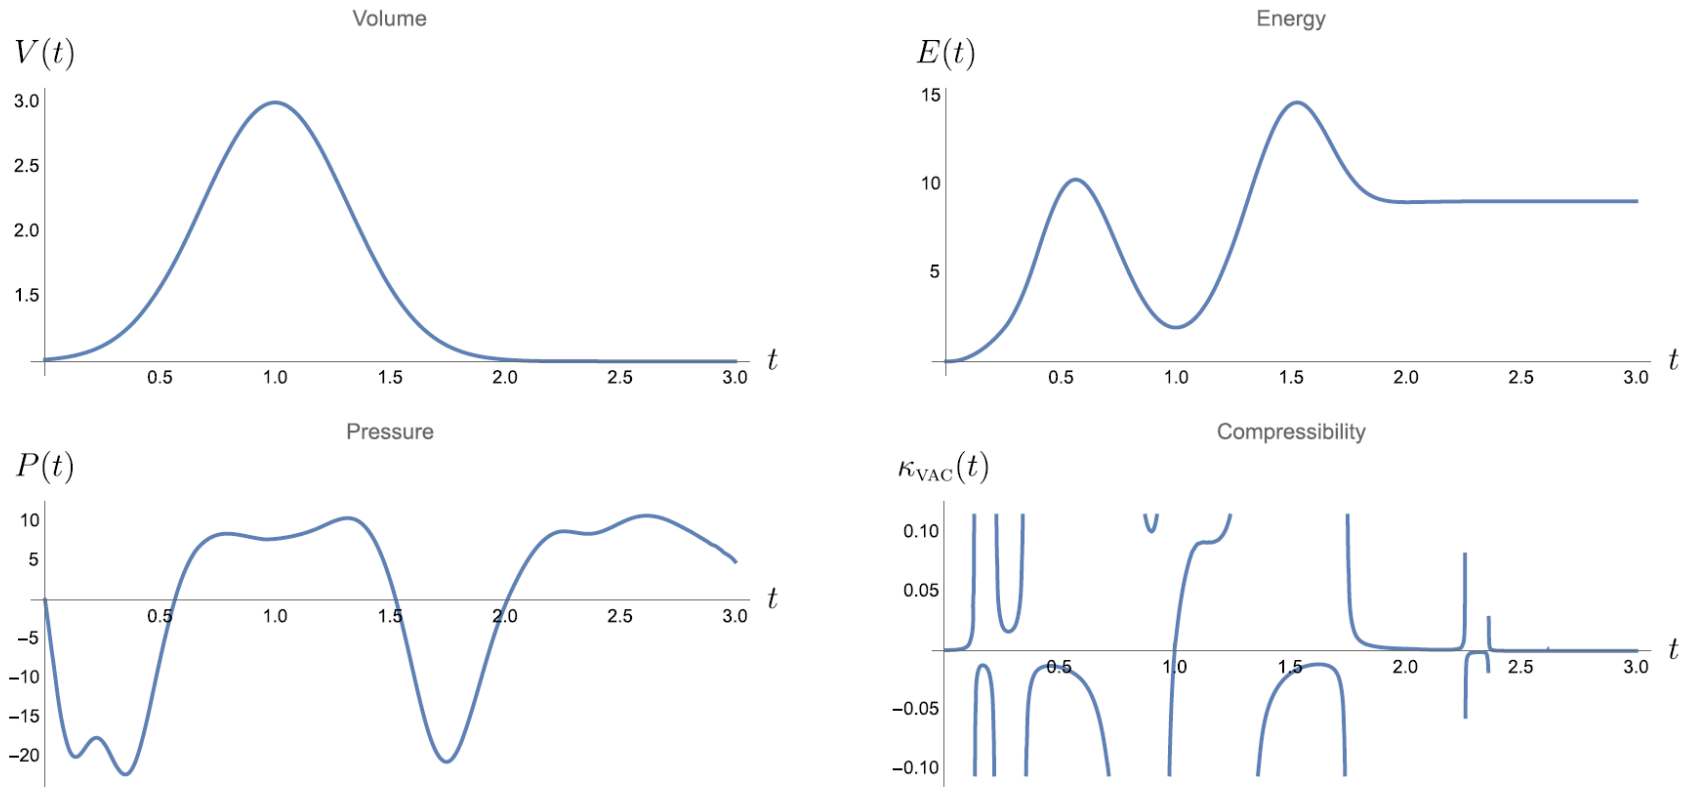 Volume
V(t)
3.0
2.5
2.0
1.5
0.5 1.0 1.5 2.0 2.5 3.0 t
Energy
E(t)
15
10
5
0.5 1.0 1.5 2.0 2.5 3.0 t
Pressure
P(t)
10
5
0.5 1.0 1.5 2.0 2.5 3.0 t
−5
−10
−15
−20
Compressibility
κVAC(t)
0.10
0.05
0.5 1.0 1.5 2.0 2.5 3.0 t
−0.05
−0.10